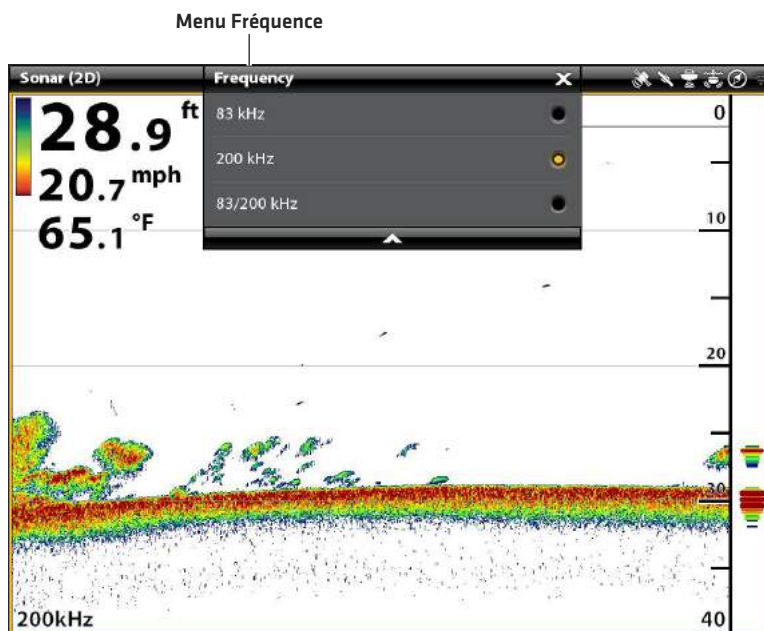 Menu Fréquence
Sonar (2D)
Frequency
X
28.9 ft
20.7 mph
65.1 °F
83 kHz
200 kHz
83/200 kHz
0
10
20
30
40
200kHz